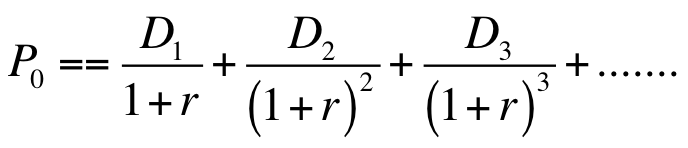 P₀ == D₁/(1+r) + D₂/(1+r)² + D₃/(1+r)³ + .......